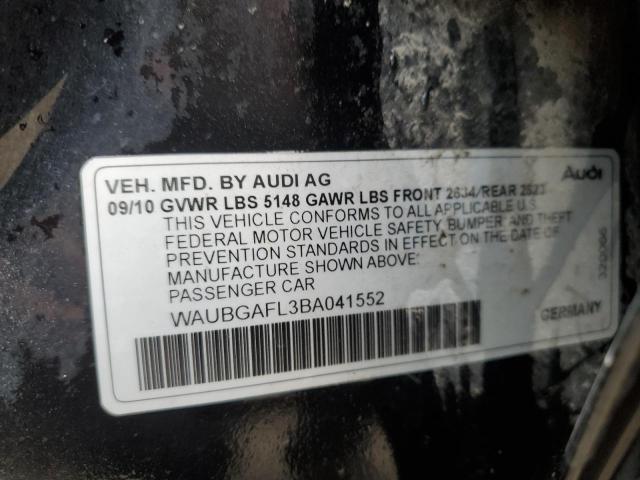 VEH. MFD. BY AUDI AG
Audi
09/10 GVWR LBS 5148 GAWR LBS FRONT 2634/REAR 2623
THIS VEHICLE CONFORMS TO ALL APPLICABLE U.S.
FEDERAL MOTOR VEHICLE SAFETY, BUMPER, AND THEFT
PREVENTION STANDARDS IN EFFECT ON THE DATE OF
MANUFACTURE SHOWN ABOVE:
PASSENGER CAR
WAUBGAFL3BA041552
GERMANY